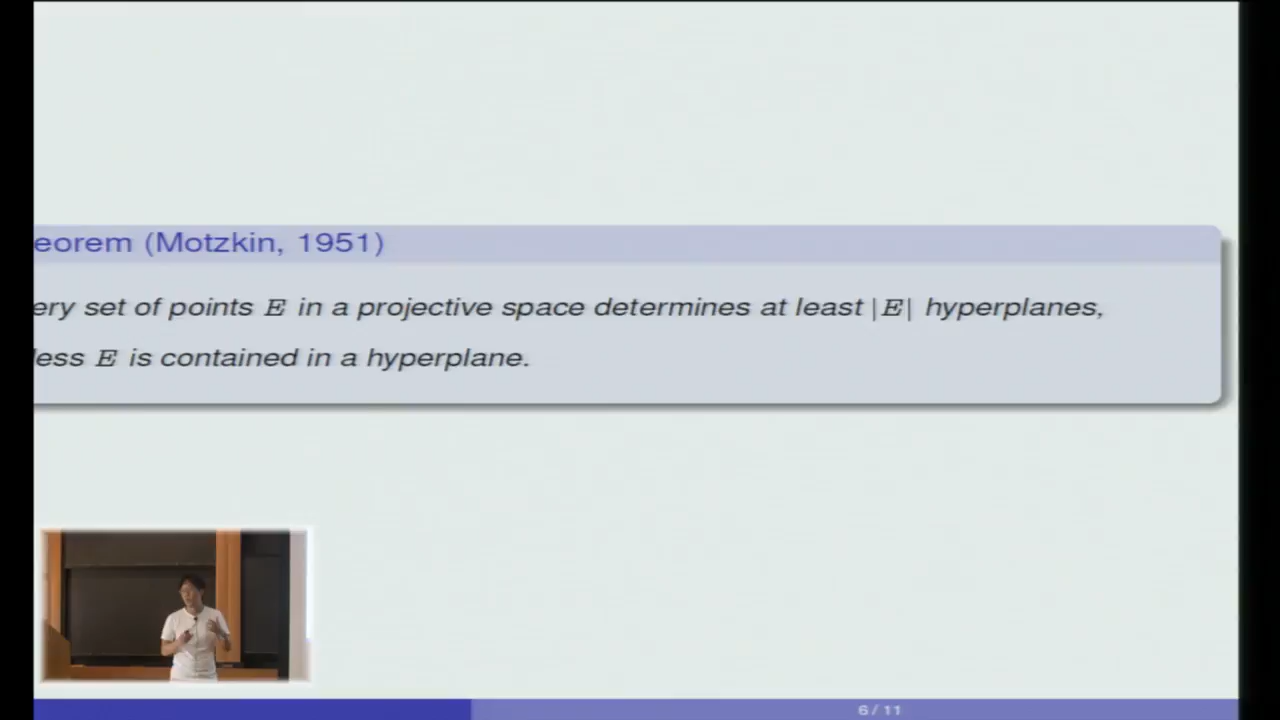 eorem (Motzkin, 1951)
ery set of points E in a projective space determines at least |E| hyperplanes,
less E is contained in a hyperplane.
6 / 11